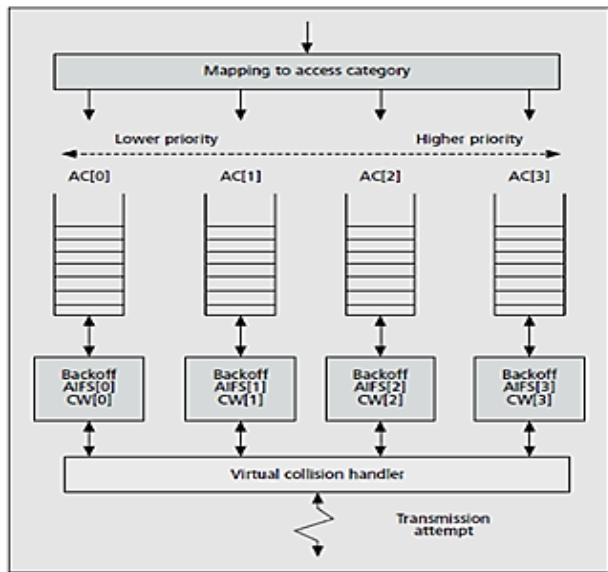 Mapping to access category
Lower priority Higher priority
AC[0] AC[1] AC[2] AC[3]
Backoff Backoff Backoff Backoff
AIFS[0] AIFS[1] AIFS[2] AIFS[3]
CW[0] CW[1] CW[2] CW[3]
Virtual collision handler
Transmission
attempt